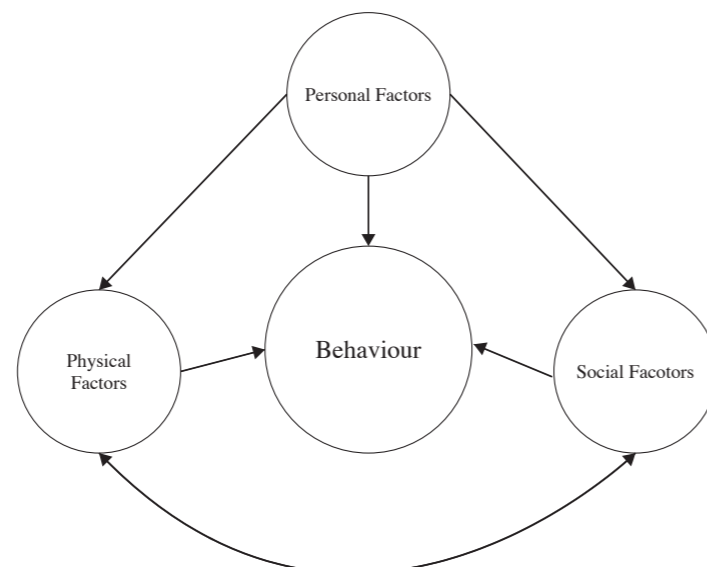 Personal Factors
Behaviour
Physical
Factors
Social Facotors